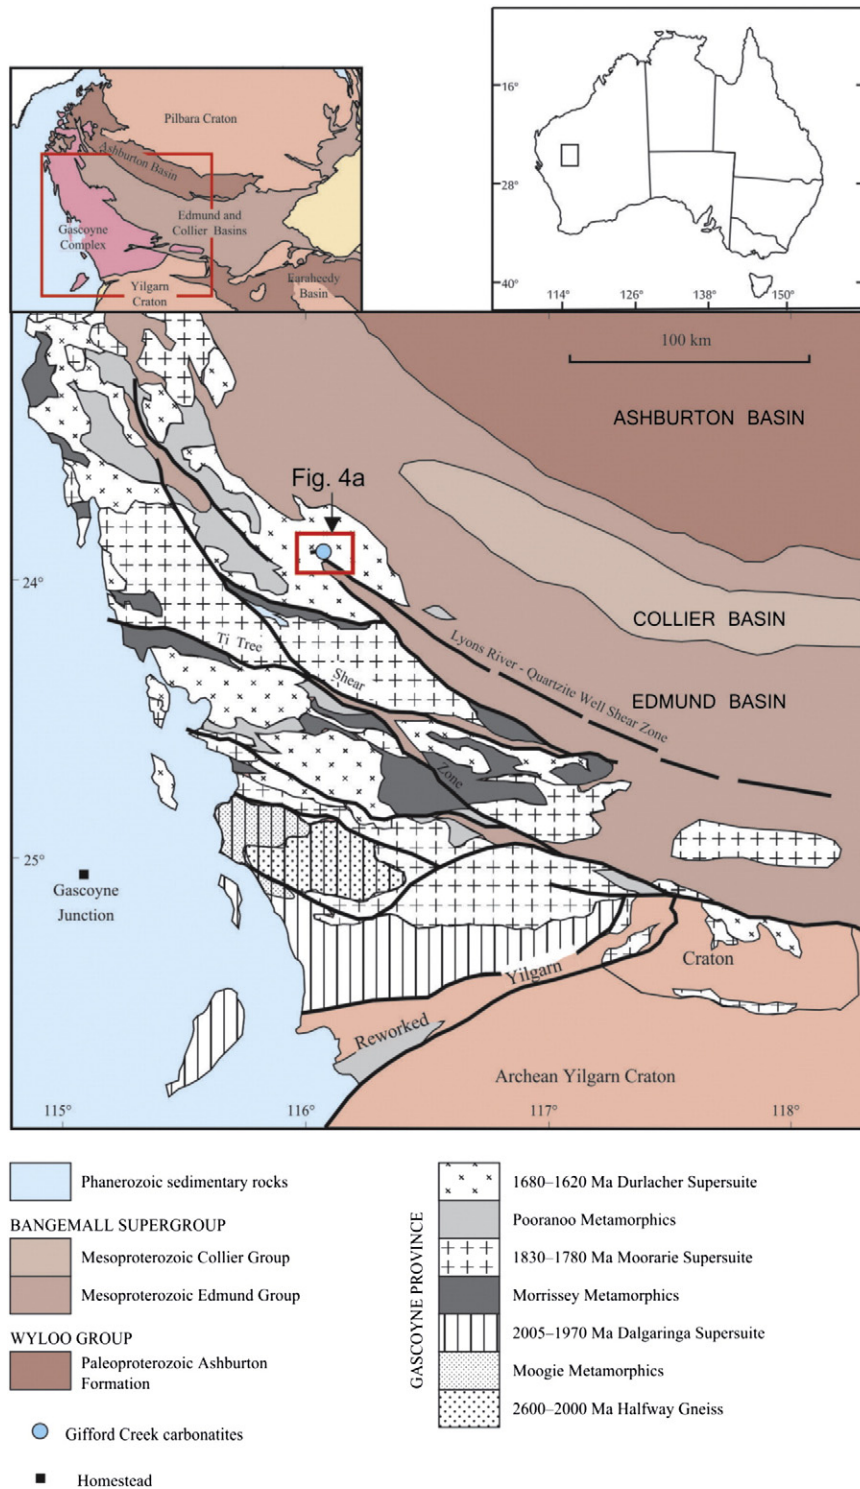 Pilbara Craton
Ashburton Basin
Edmund and
Collier Basins
Gascoyne
Complex
Yilgarn
Craton
Earaheedy
Basin
16°
28°
40°
114°
126°
138°
150°
100 km
ASHBURTON BASIN
Fig. 4a
COLLIER BASIN
EDMUND BASIN
Lyons River - Quartzite Well Shear Zone
24°
Ti Tree
Shear
Zone
25°
Gascoyne
Junction
Yilgarn
Craton
Reworked
Archean Yilgarn Craton
115°
116°
117°
118°
Phanerozoic sedimentary rocks
BANGEMALL SUPERGROUP
Mesoproterozoic Collier Group
Mesoproterozoic Edmund Group
WYLOO GROUP
Paleoproterozoic Ashburton
Formation
Gifford Creek carbonatites
Homestead
GASCOYNE PROVINCE
1680–1620 Ma Durlacher Supersuite
Pooranoo Metamorphics
1830–1780 Ma Moorarie Supersuite
Morrissey Metamorphics
2005–1970 Ma Dalgaringa Supersuite
Moogie Metamorphics
2600–2000 Ma Halfway Gneiss